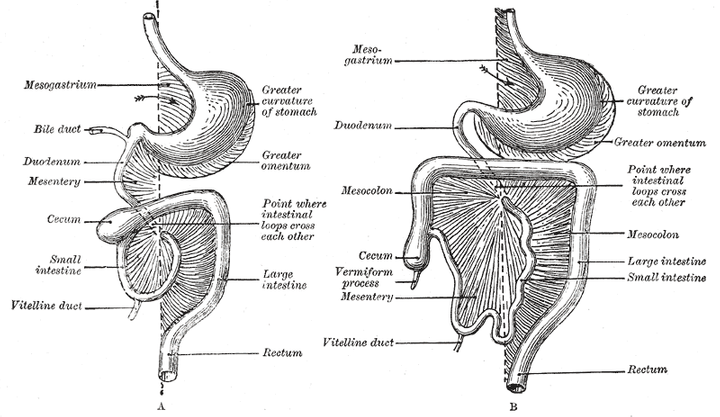 Mesogastrium
Bile duct
Duodenum
Mesentery
Cecum
Small
intestine
Vitelline duct
Greater
curvature
of stomach
Greater
omentum
Point where
intestinal
loops cross
each other
Large
intestine
Rectum
A
Meso-
gastrium
Duodenum
Mesocolon
Cecum
Vermiform
process
Mesentery
Vitelline duct
Greater
curvature of
stomach
Greater omentum
Point where
intestinal
loops cross
each other
Mesocolon
Large intestine
Small intestine
Rectum
B